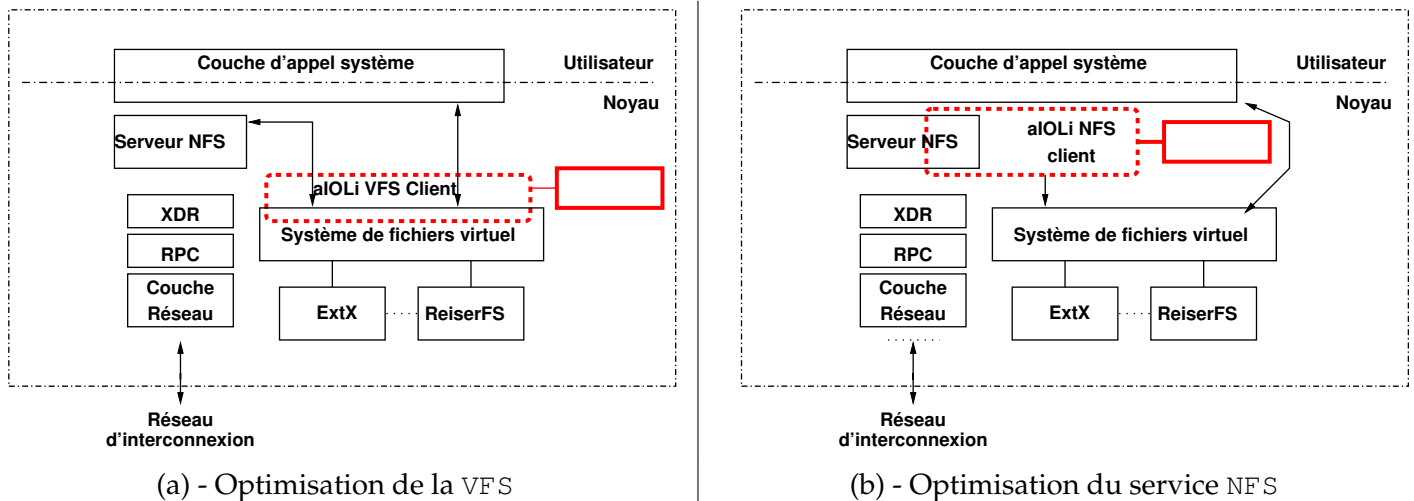 Couche d'appel système
Utilisateur
Noyau
Serveur NFS
aIOLi VFS Client
XDR
Système de fichiers virtuel
RPC
Couche
Réseau
ExtX
ReiserFS
Réseau
d'interconnexion
(a) - Optimisation de la VFS
Couche d'appel système
Utilisateur
Noyau
Serveur NFS
aIOLi NFS
client
XDR
Système de fichiers virtuel
RPC
Couche
Réseau
ExtX
ReiserFS
Réseau
d'interconnexion
(b) - Optimisation du service NFS